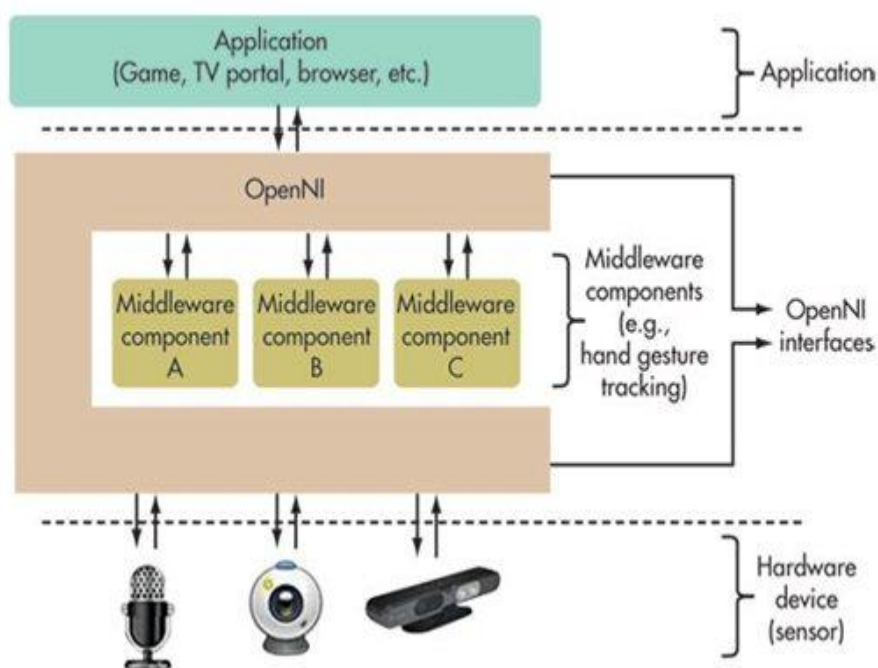 Application
(Game, TV portal, browser, etc.)
Application
OpenNI
Middleware
component
A
Middleware
component
B
Middleware
component
C
Middleware
components
(e.g.,
hand gesture
tracking)
OpenNI
interfaces
Hardware
device
(sensor)